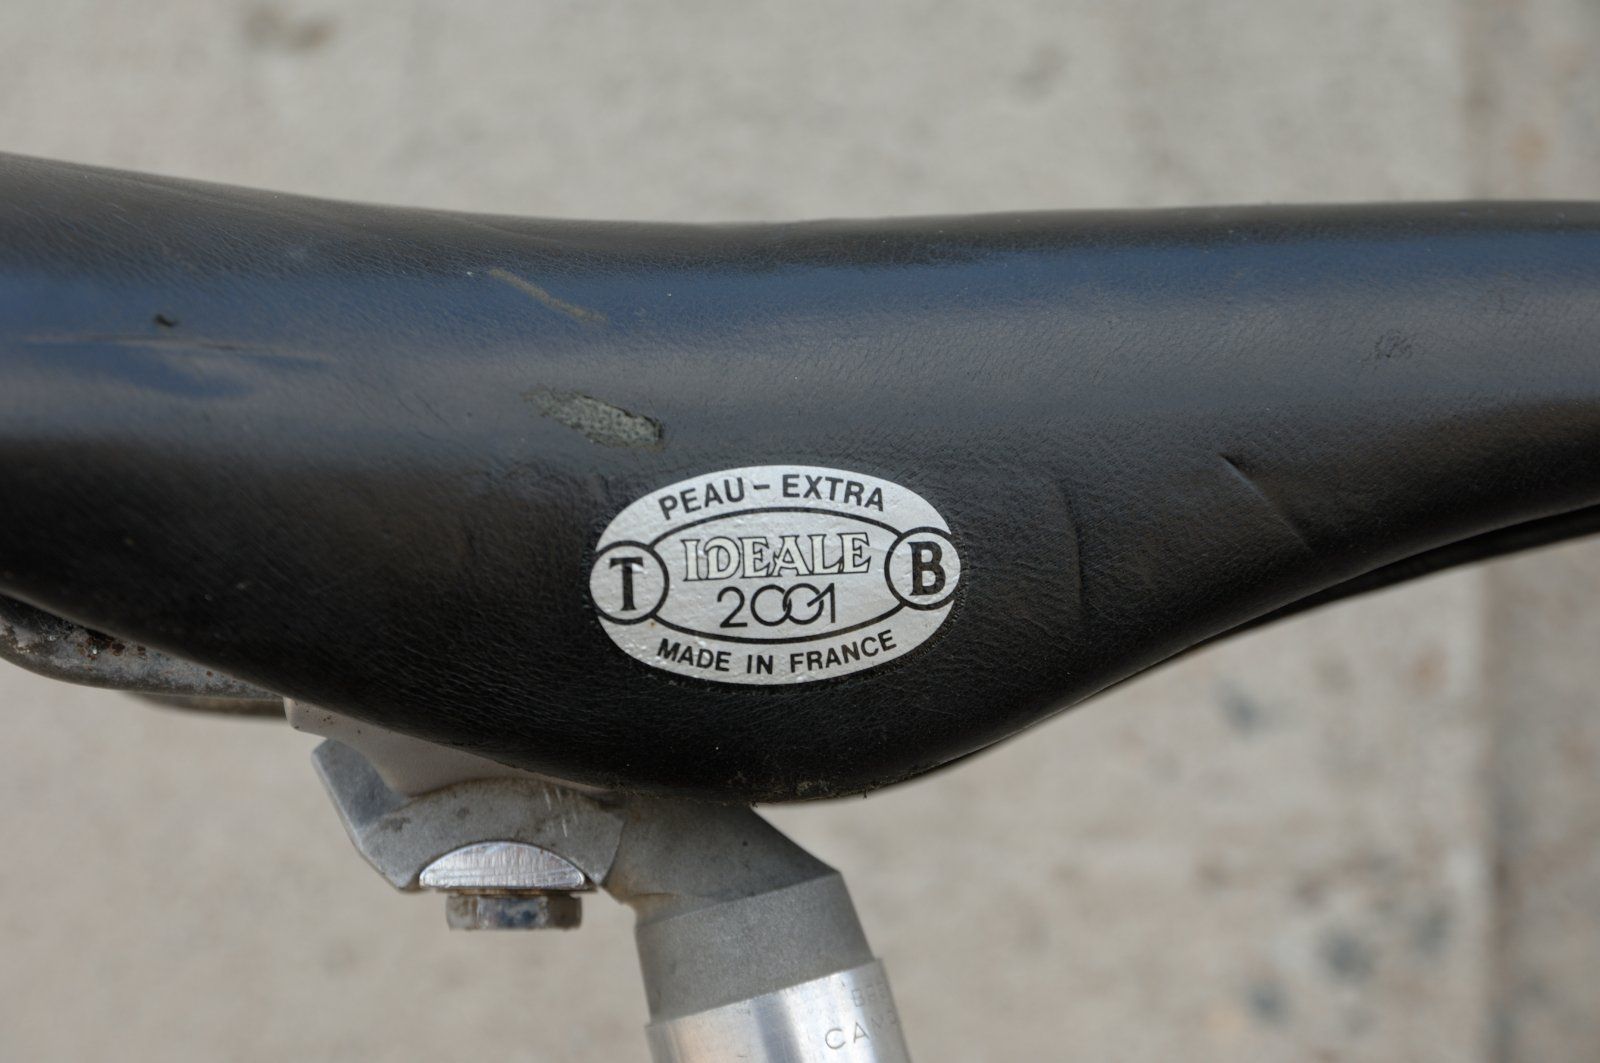 PEAU-EXTRA
T IDEALE B
2001
MADE IN FRANCE